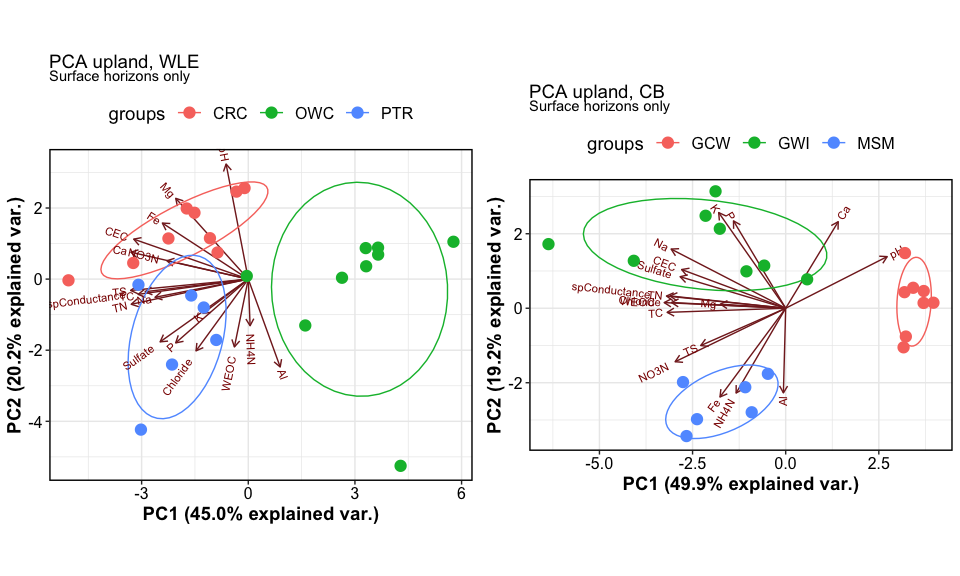 PCA upland, WLE
Surface horizons only
groups CRC OWC PTR
pH
Mg
Fe
CEC
Ca
NO3N
TS
spConductance
TC
Na
TN
K
Sulfate
P
Chloride
WEOC
NH4N
Al
2
0
-2
-4
-3 0 3 6
PC1 (45.0% explained var.)
PC2 (20.2% explained var.)
PCA upland, CB
Surface horizons only
groups GCW GWI MSM
K
P
Ca
Na
pH
CEC
Sulfate
spConductance
TN
Mg
TC
TS
NO3N
Fe
NH4N
Al
2
0
-2
-5.0 -2.5 0.0 2.5
PC1 (49.9% explained var.)
PC2 (19.2% explained var.)